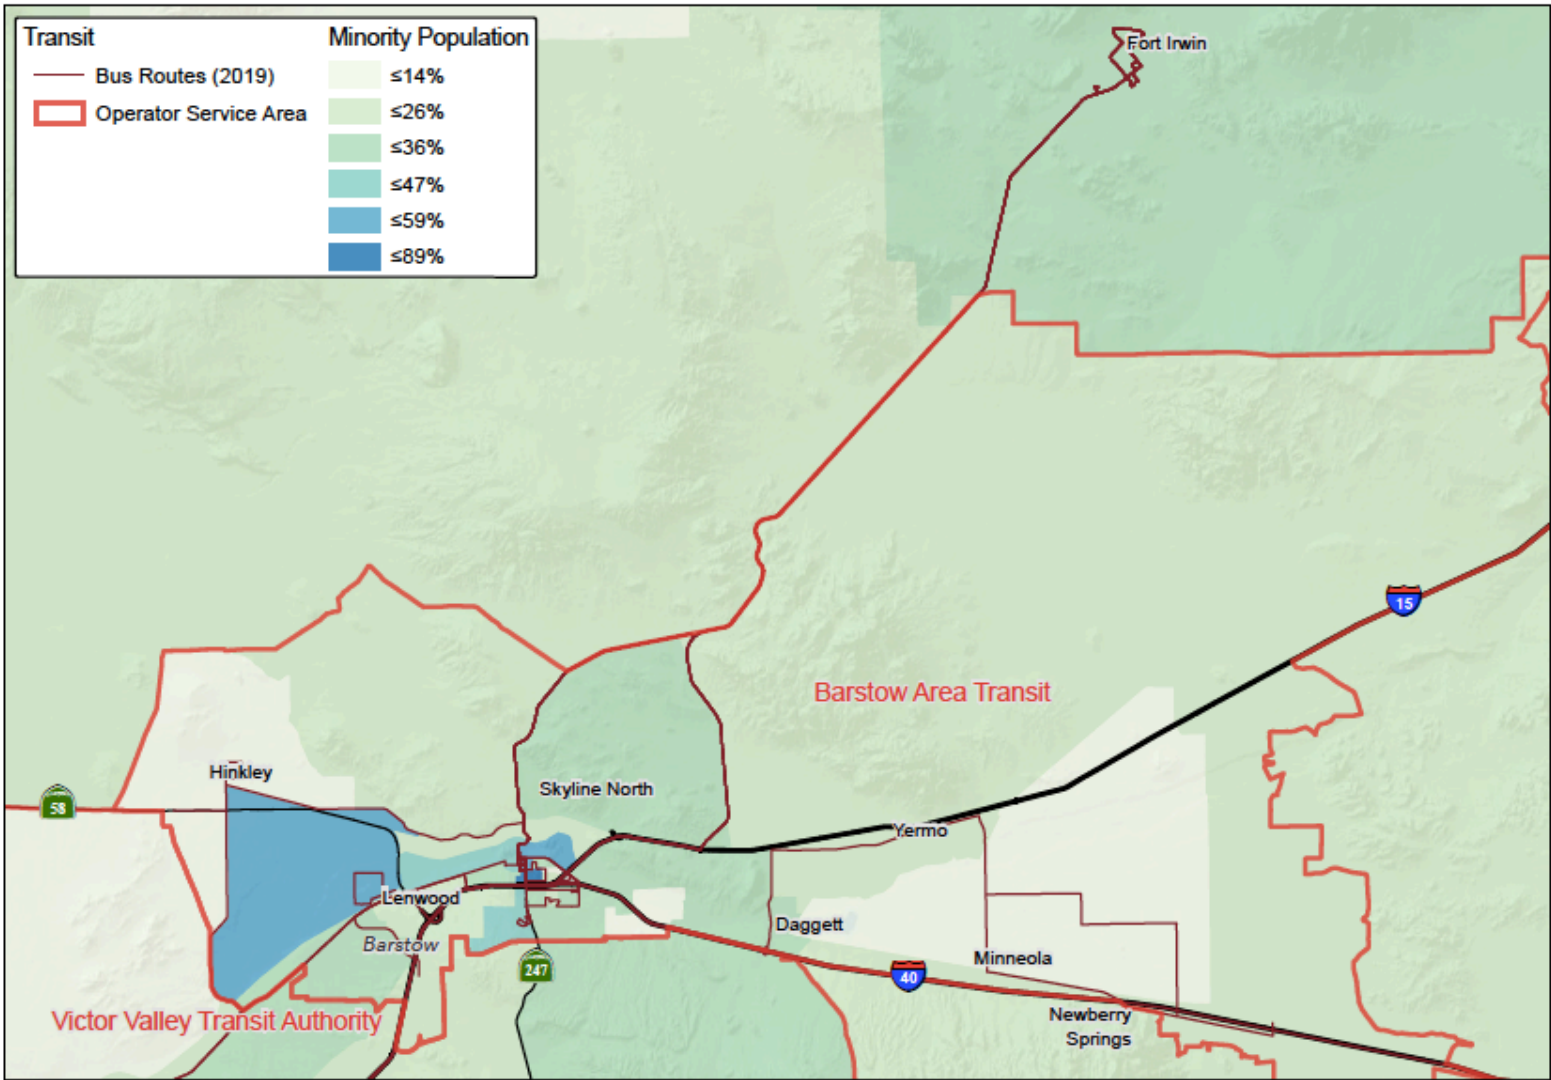 Transit
Minority Population
Bus Routes (2019)
Operator Service Area
≤14%
≤26%
≤36%
≤47%
≤59%
≤89%
Fort Irwin
15
Barstow Area Transit
Hinkley
58
Skyline North
Yermo
Lenwood
Daggett
Barstow
Minneola
247
40
Victor Valley Transit Authority
Newberry
Springs